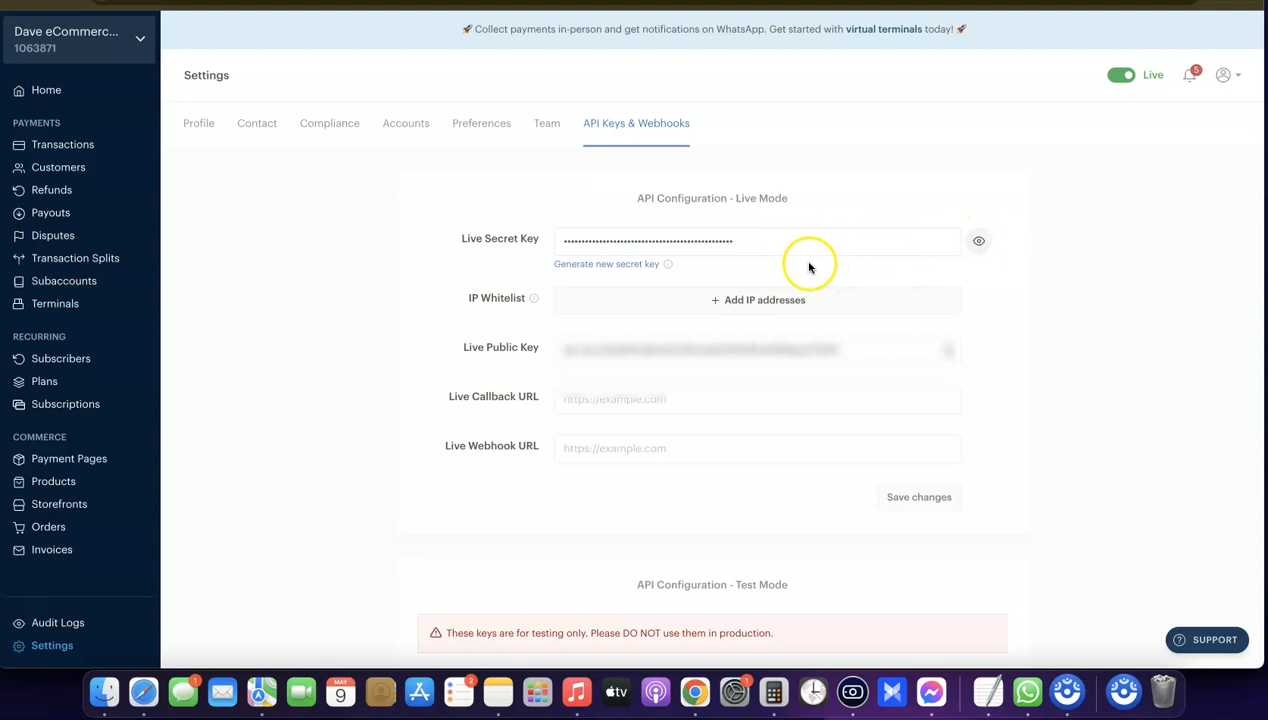 Dave eCommerc...
1063871
🚀 Collect payments in-person and get notifications on WhatsApp. Get started with virtual terminals today! 🚀
Settings
Live
5
Home
Profile
Contact
Compliance
Accounts
Preferences
Team
API Keys & Webhooks
PAYMENTS
Transactions
Customers
Refunds
Payouts
Disputes
Transaction Splits
Subaccounts
Terminals
RECURRING
Subscribers
Plans
Subscriptions
COMMERCE
Payment Pages
Products
Storefronts
Orders
Invoices
Audit Logs
Settings
API Configuration - Live Mode
Live Secret Key
••••••••••••••••••••••••••••••••••••••••••••••••
Generate new secret key
IP Whitelist
+ Add IP addresses
Live Public Key
Live Callback URL
https://example.com
Live Webhook URL
https://example.com
Save changes
API Configuration - Test Mode
These keys are for testing only. Please DO NOT use them in production.
SUPPORT
1
MAY
9
2
tv
1